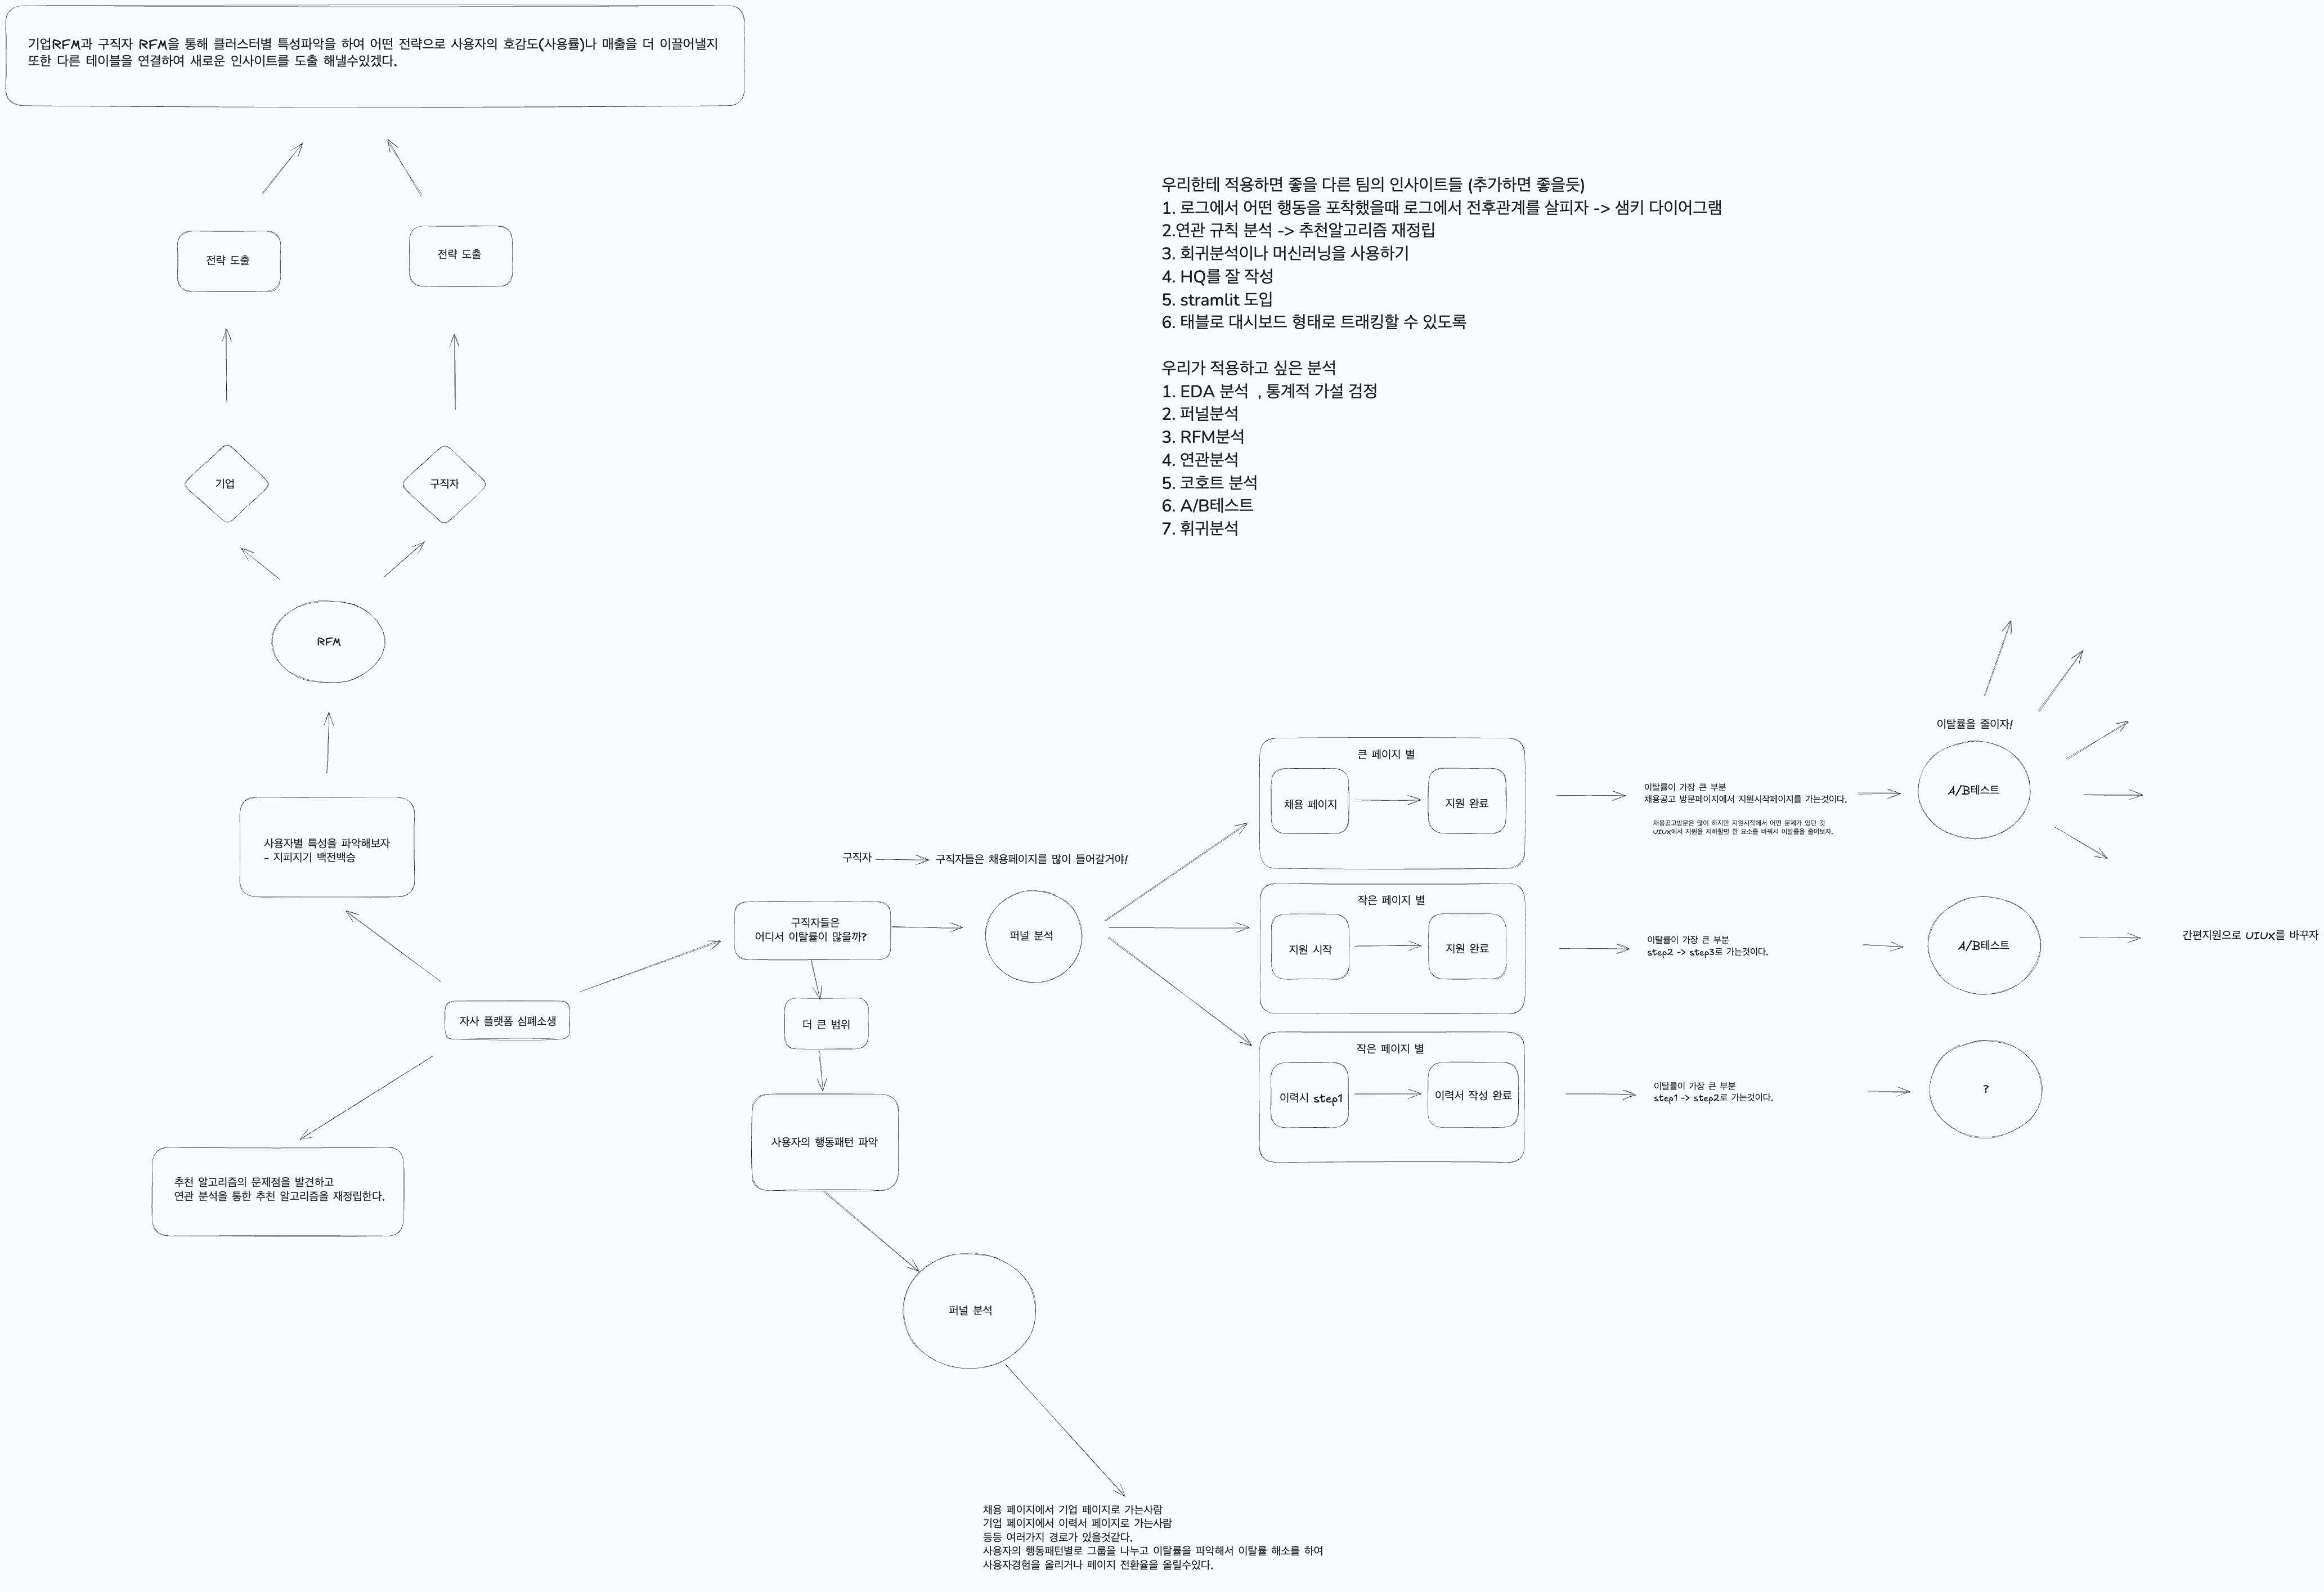 기업RFM과 구직자 RFM을 통해 클러스터별 특성파악을 하여 어떤 전략으로 사용자의 호감도(사용률)나 매출을 더 이끌어낼지
또한 다른 테이블을 연결하여 새로운 인사이트를 도출 해낼수있겠다.
전략 도출
전략 도출
기업
구직자
RFM
사용자별 특성을 파악해보자
- 지피지기 백전백승
자사 플랫폼 심폐소생
추천 알고리즘의 문제점을 발견하고
연관 분석을 통한 추천 알고리즘을 재정립한다.
우리한테 적용하면 좋을 다른 팀의 인사이트들 (추가하면 좋을듯)
1. 로그에서 어떤 행동을 포착했을때 로그에서 전후관계를 살피자 -> 샘키 다이어그램
2.연관 규칙 분석 -> 추천알고리즘 재정립
3. 회귀분석이나 머신러닝을 사용하기
4. HQ를 잘 작성
5. stramlit 도입
6. 태블로 대시보드 형태로 트래킹할 수 있도록
우리가 적용하고 싶은 분석
1. EDA 분석 , 통계적 가설 검정
2. 퍼널분석
3. RFM분석
4. 연관분석
5. 코호트 분석
6. A/B테스트
7. 휘귀분석
구직자
구직자들은 채용페이지를 많이 들어갈거야!
구직자들은
어디서 이탈률이 많을까?
퍼널 분석
더 큰 범위
사용자의 행동패턴 파악
퍼널 분석
채용 페이지에서 기업 페이지로 가는사람
기업 페이지에서 이력서 페이지로 가는사람
등등 여러가지 경로가 있을것같다.
사용자의 행동패턴별로 그룹을 나누고 이탈률을 파악해서 이탈률 해소를 하여
사용자경험을 올리거나 페이지 전환율을 올릴수있다.
큰 페이지 별
채용 페이지
지원 완료
이탈률이 가장 큰 부분
채용공고 방문페이지에서 지원시작페이지를 가는것이다.
채용공고방문은 많이 하지만 지원시작에서 어떤 문제가 있던 것
UIUX에서 지원을 저하할만 한 요소를 바꿔서 이탈률을 줄여보자.
이탈률을 줄이자!
A/B테스트
작은 페이지 별
지원 시작
지원 완료
이탈률이 가장 큰 부분
step2 -> step3로 가는것이다.
A/B테스트
간편지원으로 UIUX를 바꾸자
작은 페이지 별
이력시 step1
이력서 작성 완료
이탈률이 가장 큰 부분
step1 -> step2로 가는것이다.
?